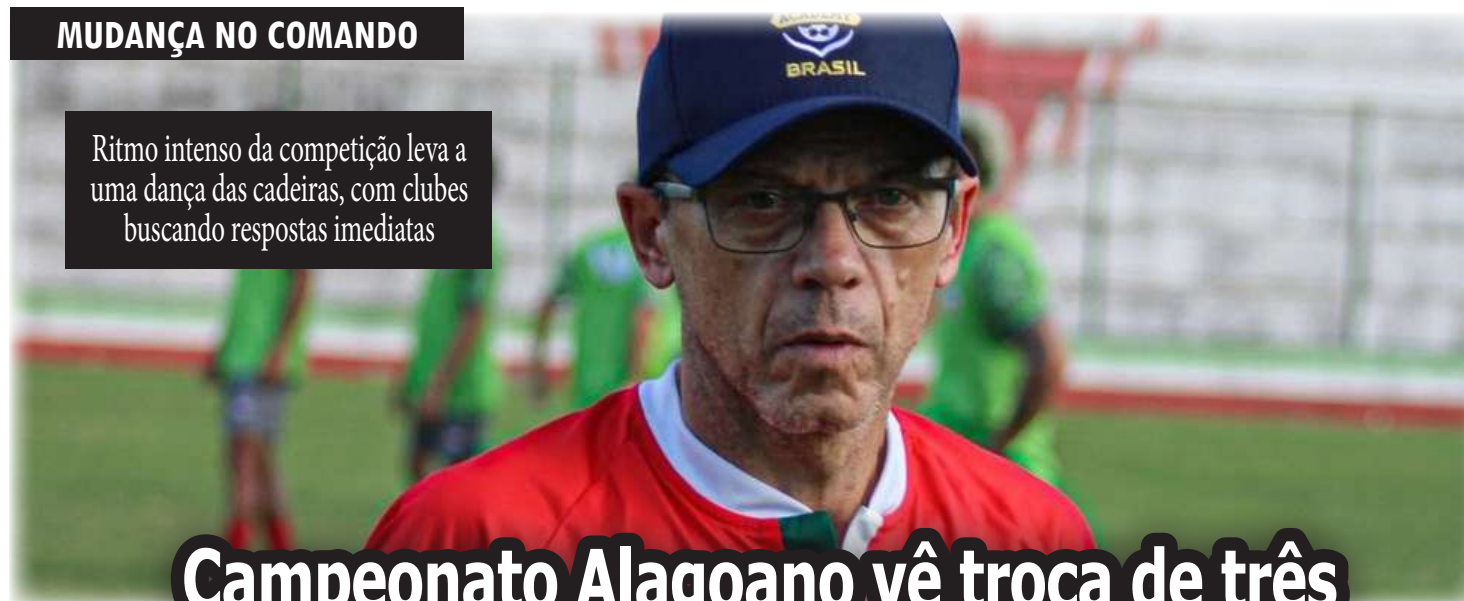 MUDANÇA NO COMANDO
Ritmo intenso da competição leva a
uma dança das cadeiras, com clubes
buscando respostas imediatas
ACADEMY
BRASIL
Campeonato Alagoano vê troca de três